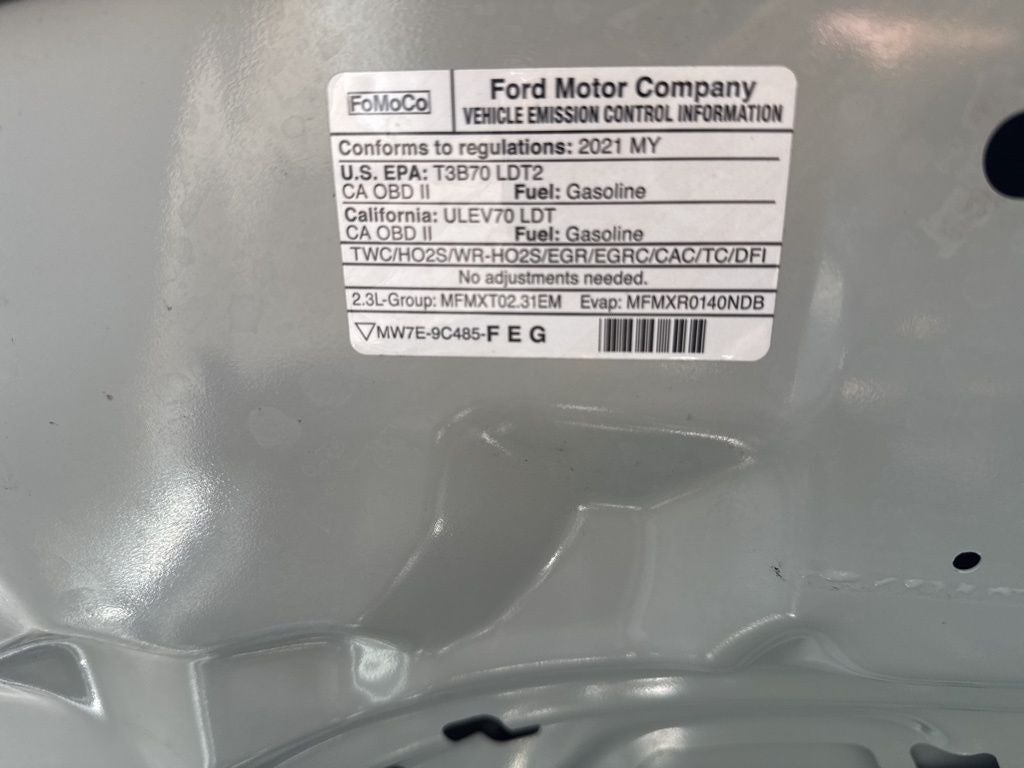 FoMoCo
Ford Motor Company
VEHICLE EMISSION CONTROL INFORMATION
Conforms to regulations: 2021 MY
U.S. EPA: T3B70 LDT2
CA OBD II Fuel: Gasoline
California: ULEV70 LDT
CA OBD II Fuel: Gasoline
TWC/HO2S/WR-HO2S/EGR/EGRC/CAC/TC/DFI
No adjustments needed.
2.3L-Group: MFMXT02.31EM Evap: MFMXR0140NDB
MW7E-9C485-F E G